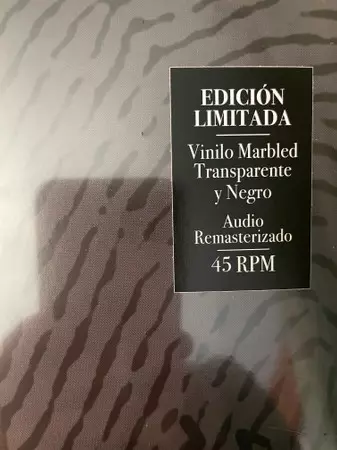 EDICIÓN
LIMITADA
Vinilo Marbled
Transparente
y Negro
Audio
Remasterizado
45 RPM